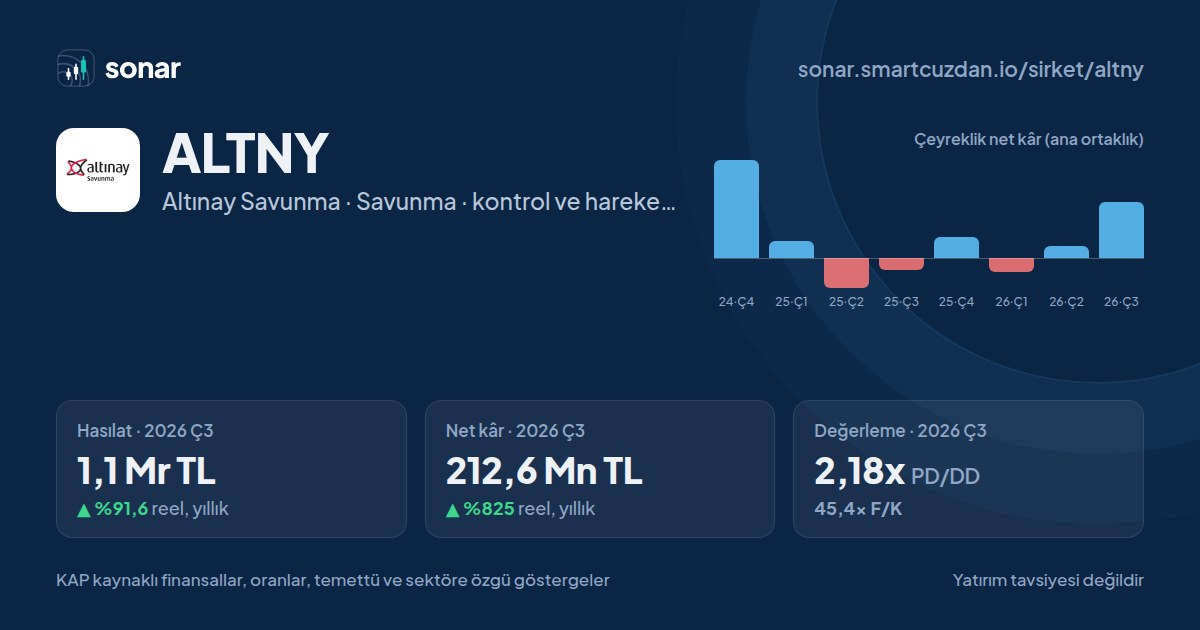 sonar
sonar.smartcuzdan.io/sirket/altny
altınay
Savunma
ALTNY
Altınay Savunma · Savunma · kontrol ve hareke...
Çeyreklik net kâr (ana ortaklık)
24·Ç4 25·Ç1 25·Ç2 25·Ç3 25·Ç4 26·Ç1 26·Ç2 26·Ç3
Hasılat · 2026 Ç3
1,1 Mr TL
▲ %91,6 reel, yıllık
Net kâr · 2026 Ç3
212,6 Mn TL
▲ %825 reel, yıllık
Değerleme · 2026 Ç3
2,18x PD/DD
45,4× F/K
KAP kaynaklı finansallar, oranlar, temettü ve sektöre özgü göstergeler
Yatırım tavsiyesi değildir